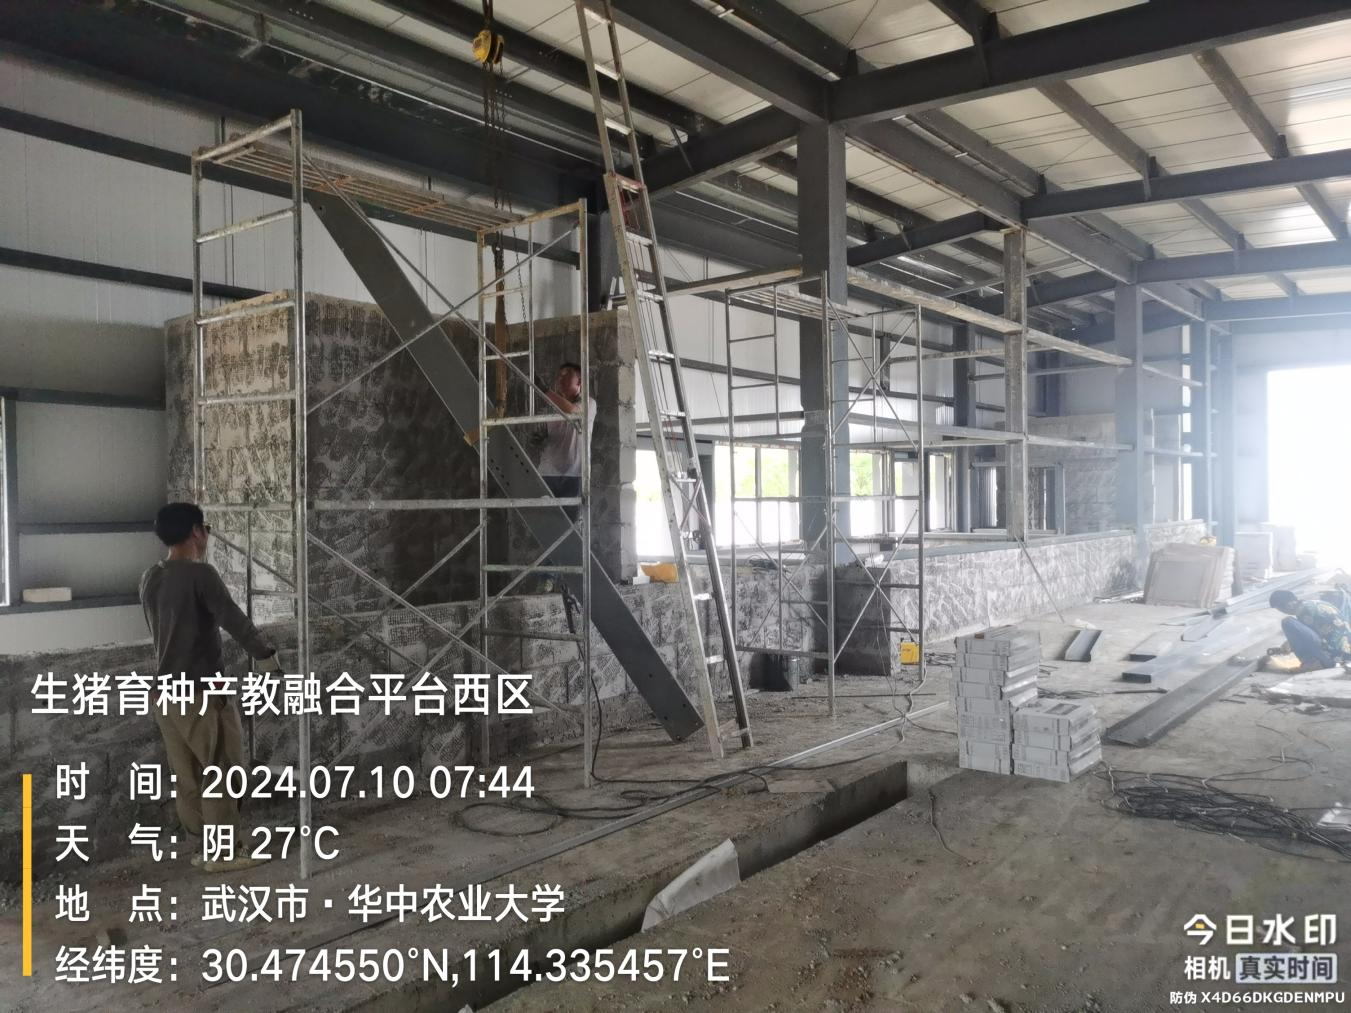 生猪育种产教融合平台西区
时 间：2024.07.10 07:44
天 气：阴 27°C
地 点：武汉市·华中农业大学
经纬度：30.474550°N,114.335457°E
今日水印
相机 真实时间
防伪 X4D66DKGDENMPU